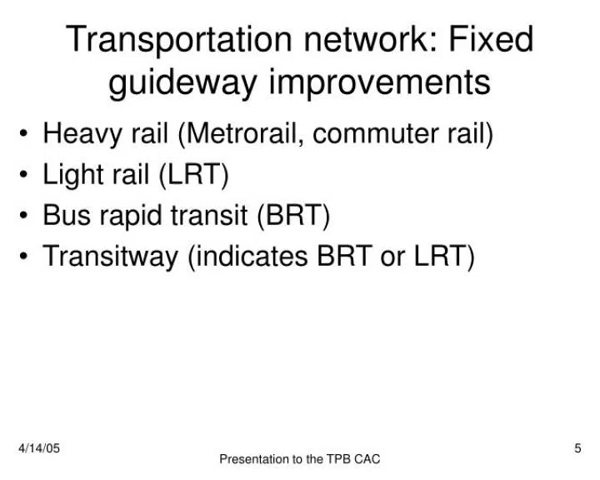 Transportation network: Fixed
guideway improvements
• Heavy rail (Metrorail, commuter rail)
• Light rail (LRT)
• Bus rapid transit (BRT)
• Transitway (indicates BRT or LRT)
4/14/05
Presentation to the TPB CAC
5